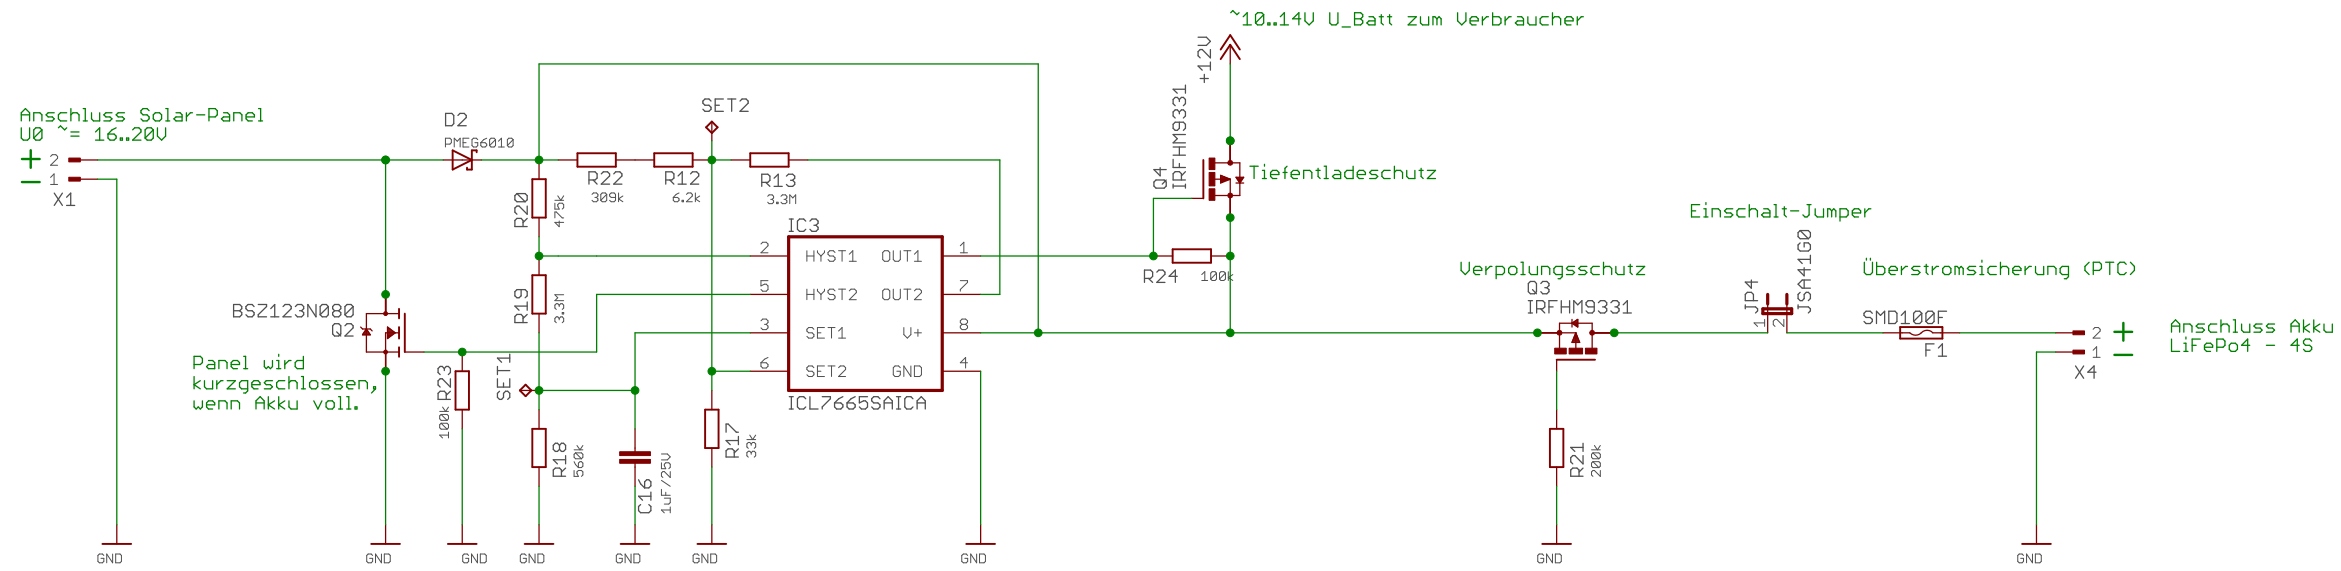 ~10..14V U_Batt zum Verbraucher
+12V
Anschluss Solar-Panel
U0 ~= 16..20V
+ 2
- 1
X1
D2
PMEG6010
SET2
R22
309k
R12
6.2k
R13
3.3M
R20
475k
Q4
IRFHM9331
Tiefentladeschutz
IC3
2 HYST1 OUT1 1
5 HYST2 OUT2 7
3 SET1 V+ 8
6 SET2 GND 4
ICL7665SAICA
R24
100k
R19
3.3M
BSZ123N080
Q2
Panel wird
kurzgeschlossen,
wenn Akku voll.
R23
100k
SET1
R18
560k
C16
1uF/25V
R17
33k
Verpolungsschutz
Q3
IRFHM9331
R21
200k
Einschalt-Jumper
JP4
JSA41G0
1
2
Überstromsicherung (PTC)
SMD100F
F1
2 +
1 -
X4
Anschluss Akku
LiFePo4 - 4S
GND
GND
GND
GND
GND
GND
GND
GND
GND